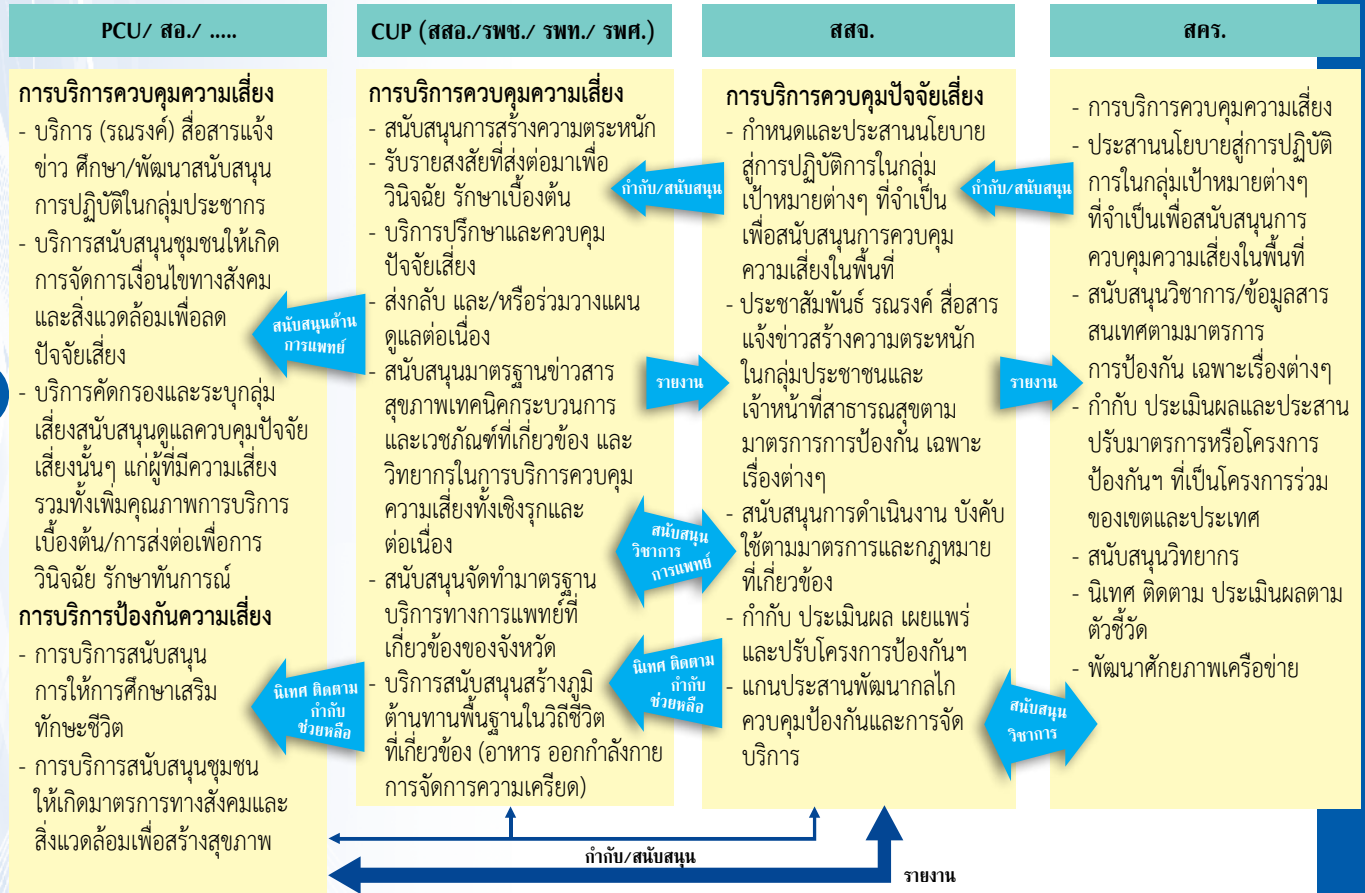 PCU/ สอ./ .....
การบริการควบคุมความเสี่ยง
- บริการ (รณรงค์) สื่อสารแจ้ง
ข่าว ศึกษา/พัฒนาสนับสนุน
การปฏิบัติในกลุ่มประชากร
- บริการสนับสนุนชุมชนให้เกิด
การจัดการเงื่อนไขทางสังคม
และสิ่งแวดล้อมเพื่อลด
ปัจจัยเสี่ยง
- บริการคัดกรองและระบุกลุ่ม
เสี่ยงสนับสนุนดูแลควบคุมปัจจัย
เสี่ยงนั้นๆ แก่ผู้ที่มีความเสี่ยง
รวมทั้งเพิ่มคุณภาพการบริการ
เบื้องต้น/การส่งต่อเพื่อการ
วินิจฉัย รักษาทันการณ์
การบริการป้องกันความเสี่ยง
- การบริการสนับสนุน
การให้การศึกษาเสริม
ทักษะชีวิต
- การบริการสนับสนุนชุมชน
ให้เกิดมาตรการทางสังคมและ
สิ่งแวดล้อมเพื่อสร้างสุขภาพ
สนับสนุนด้าน
การแพทย์
นิเทศ ติดตาม
กำกับ
ช่วยหลือ
CUP (สสอ./รพช./ รพท./ รพศ.)
การบริการควบคุมความเสี่ยง
- สนับสนุนการสร้างความตระหนัก
- รับรายสงสัยที่ส่งต่อมาเพื่อ
วินิจฉัย รักษาเบื้องต้น
- บริการปรึกษาและควบคุม
ปัจจัยเสี่ยง
- ส่งกลับ และ/หรือร่วมวางแผน
ดูแลต่อเนื่อง
- สนับสนุนมาตรฐานข่าวสาร
สุขภาพเทคนิคกระบวนการ
และเวชภัณฑ์ที่เกี่ยวข้อง และ
วิทยากรในการบริการควบคุม
ความเสี่ยงทั้งเชิงรุกและ
ต่อเนื่อง
- สนับสนุนจัดทำมาตรฐาน
บริการทางการแพทย์ที่
เกี่ยวข้องของจังหวัด
- บริการสนับสนุนสร้างภูมิ
ต้านทานพื้นฐานในวิถีชีวิต
ที่เกี่ยวข้อง (อาหาร ออกกำลังกาย
การจัดการความเครียด)
กำกับ/สนับสนุน
รายงาน
สนับสนุน
วิชาการ
การแพทย์
นิเทศ ติดตาม
กำกับ
ช่วยหลือ
สสจ.
การบริการควบคุมปัจจัยเสี่ยง
- กำหนดและประสานนโยบาย
สู่การปฏิบัติการในกลุ่ม
เป้าหมายต่างๆ ที่จำเป็น
เพื่อสนับสนุนการควบคุม
ความเสี่ยงในพื้นที่
- ประชาสัมพันธ์ รณรงค์ สื่อสาร
แจ้งข่าวสร้างความตระหนัก
ในกลุ่มประชาชนและ
เจ้าหน้าที่สาธารณสุขตาม
มาตรการการป้องกัน เฉพาะ
เรื่องต่างๆ
- สนับสนุนการดำเนินงาน บังคับ
ใช้ตามมาตรการและกฎหมาย
ที่เกี่ยวข้อง
- กำกับ ประเมินผล เผยแพร่
และปรับโครงการป้องกันฯ
- แกนประสานพัฒนากลไก
ควบคุมป้องกันและการจัด
บริการ
กำกับ/สนับสนุน
รายงาน
สนับสนุน
วิชาการ
สคร.
- การบริการควบคุมความเสี่ยง
- ประสานนโยบายสู่การปฏิบัติ
การในกลุ่มเป้าหมายต่างๆ
ที่จำเป็นเพื่อสนับสนุนการ
ควบคุมความเสี่ยงในพื้นที่
- สนับสนุนวิชาการ/ข้อมูลสาร
สนเทศตามมาตรการ
การป้องกัน เฉพาะเรื่องต่างๆ
- กำกับ ประเมินผลและประสาน
ปรับมาตรการหรือโครงการ
ป้องกันฯ ที่เป็นโครงการร่วม
ของเขตและประเทศ
- สนับสนุนวิทยากร
- นิเทศ ติดตาม ประเมินผลตาม
ตัวชี้วัด
- พัฒนาศักยภาพเครือข่าย
กำกับ/สนับสนุน
รายงาน